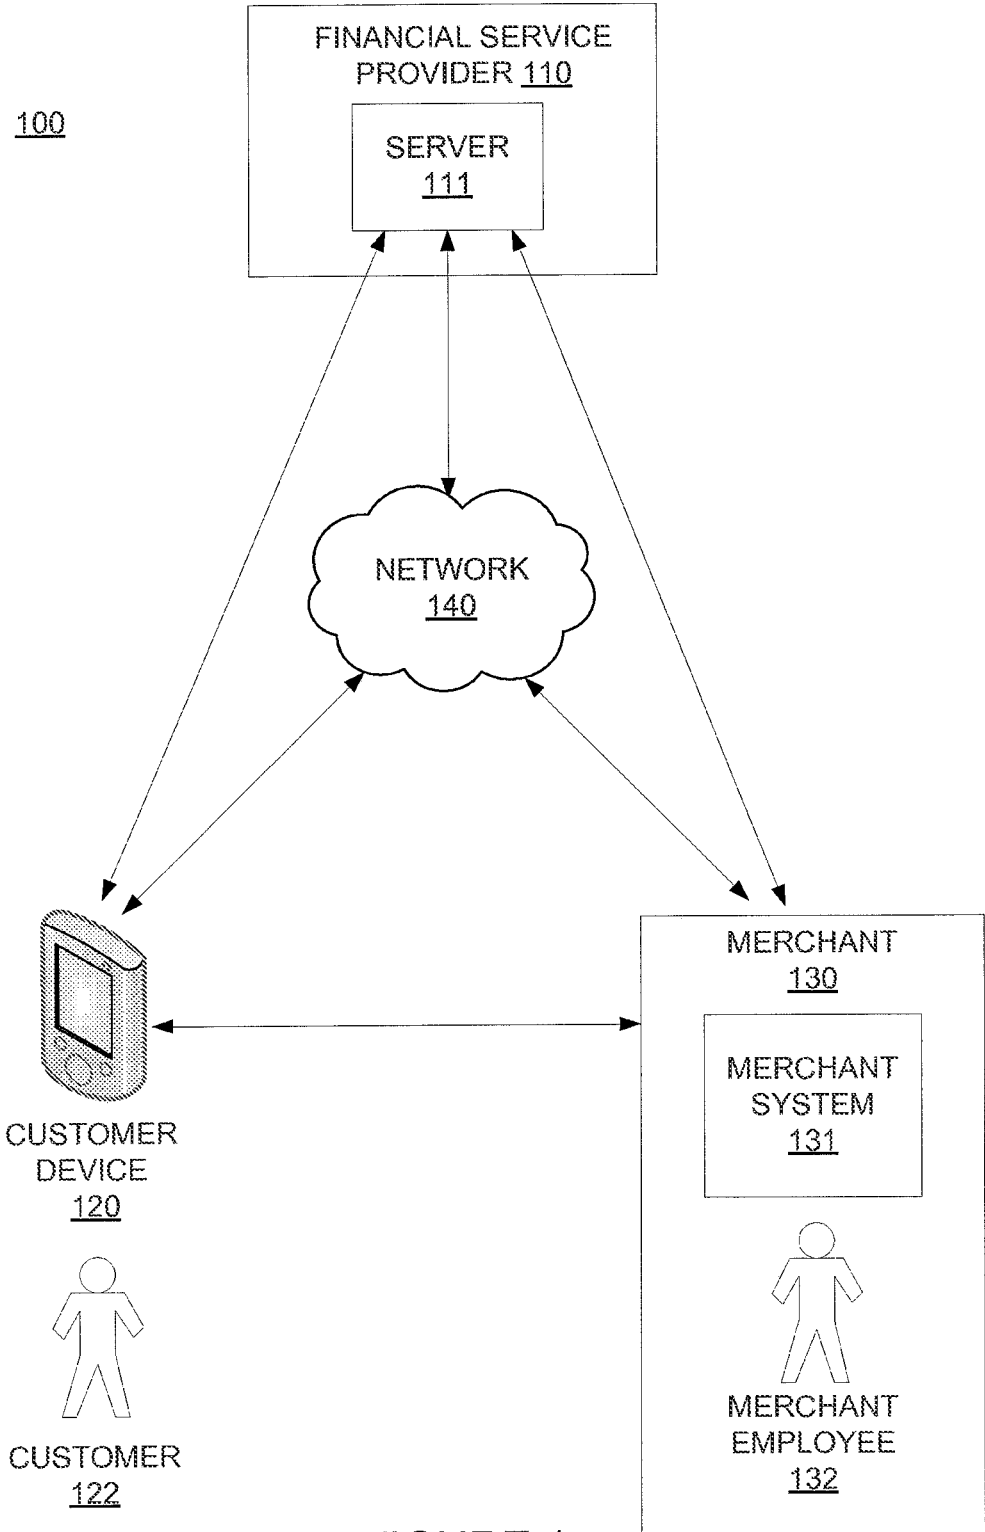 FINANCIAL SERVICE
PROVIDER 110
100
SERVER
111
NETWORK
140
MERCHANT
130
MERCHANT
SYSTEM
131
CUSTOMER
DEVICE
120
MERCHANT
EMPLOYEE
132
CUSTOMER
122